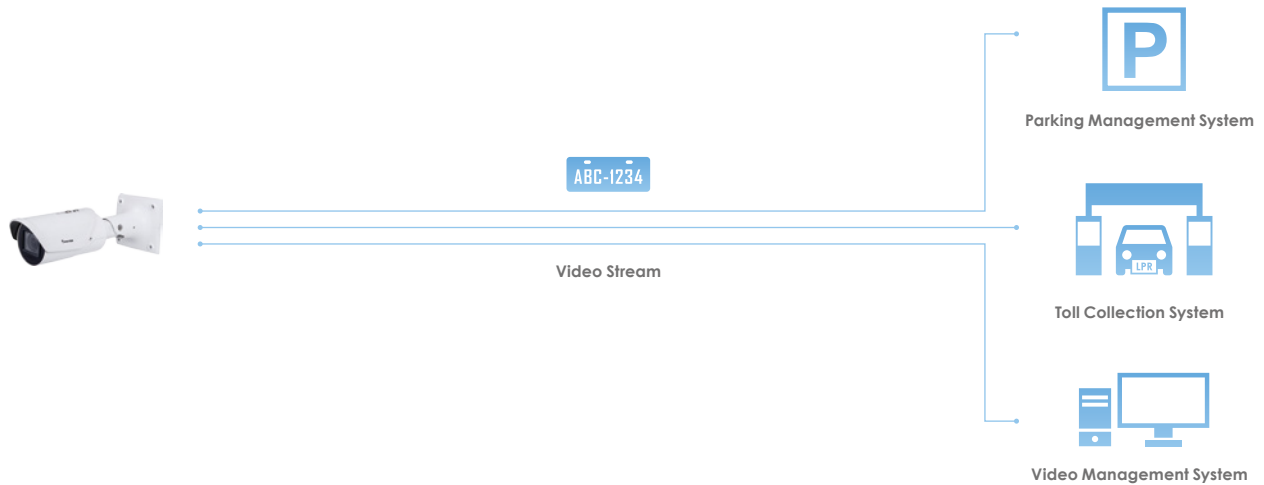 P
Parking Management System
ABC-1234
Video Stream
LPR
Toll Collection System
Video Management System